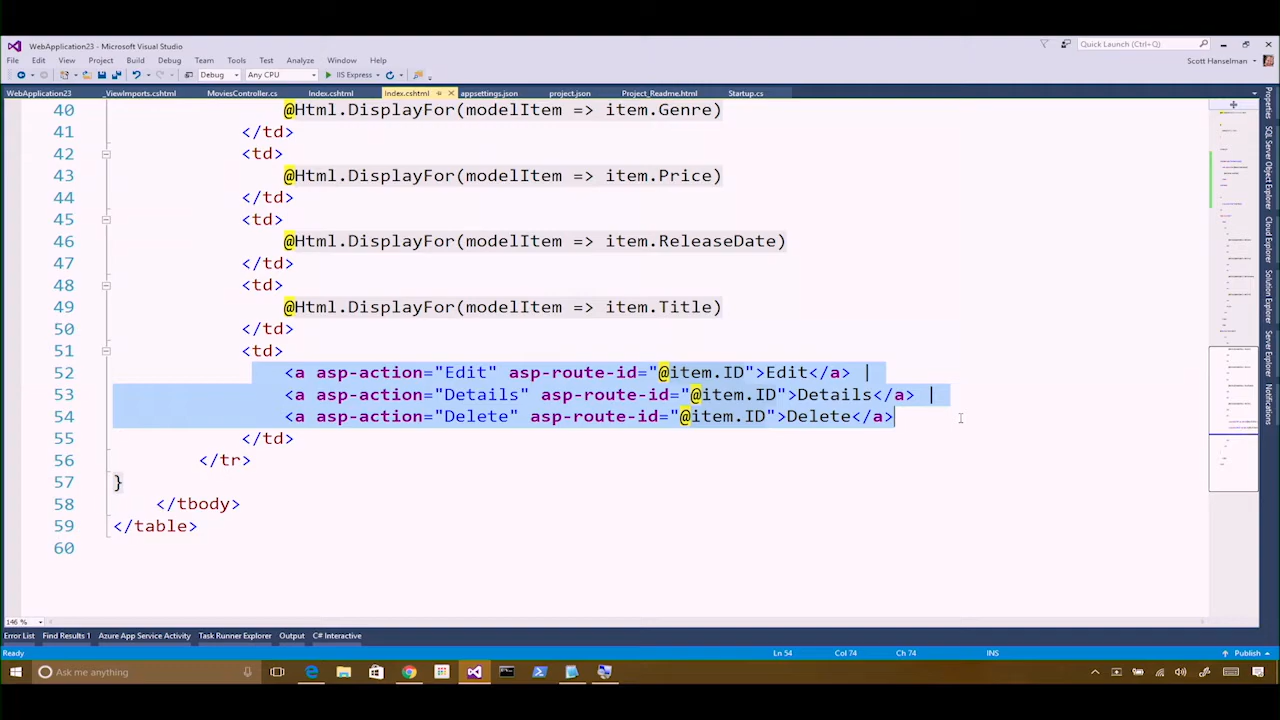 WebApplication23 - Microsoft Visual Studio
Quick Launch (Ctrl+Q)
File Edit View Project Build Debug Team Tools Test Analyze Window Help
Scott Hanselman
Debug Any CPU IIS Express
WebApplication23 _ViewImports.cshtml MoviesController.cs Index.cshtml Index.cshtml appsettings.json project.json Project_Readme.html Startup.cs
40 @Html.DisplayFor(modelItem => item.Genre)
41 </td>
42 <td>
43 @Html.DisplayFor(modelItem => item.Price)
44 </td>
45 <td>
46 @Html.DisplayFor(modelItem => item.ReleaseDate)
47 </td>
48 <td>
49 @Html.DisplayFor(modelItem => item.Title)
50 </td>
51 <td>
52 <a asp-action="Edit" asp-route-id="@item.ID">Edit</a> |
53 <a asp-action="Details" asp-route-id="@item.ID">Details</a> |
54 <a asp-action="Delete" asp-route-id="@item.ID">Delete</a>
55 </td>
56 </tr>
57 }
58 </tbody>
59 </table>
60
Properties
SQL Server Object Explorer
Cloud Explorer
Solution Explorer
Server Explorer
Notifications
146 %
Error List Find Results 1 Azure App Service Activity Task Runner Explorer Output C# Interactive
Ready Ln 54 Col 74 Ch 74 INS Publish
Ask me anything